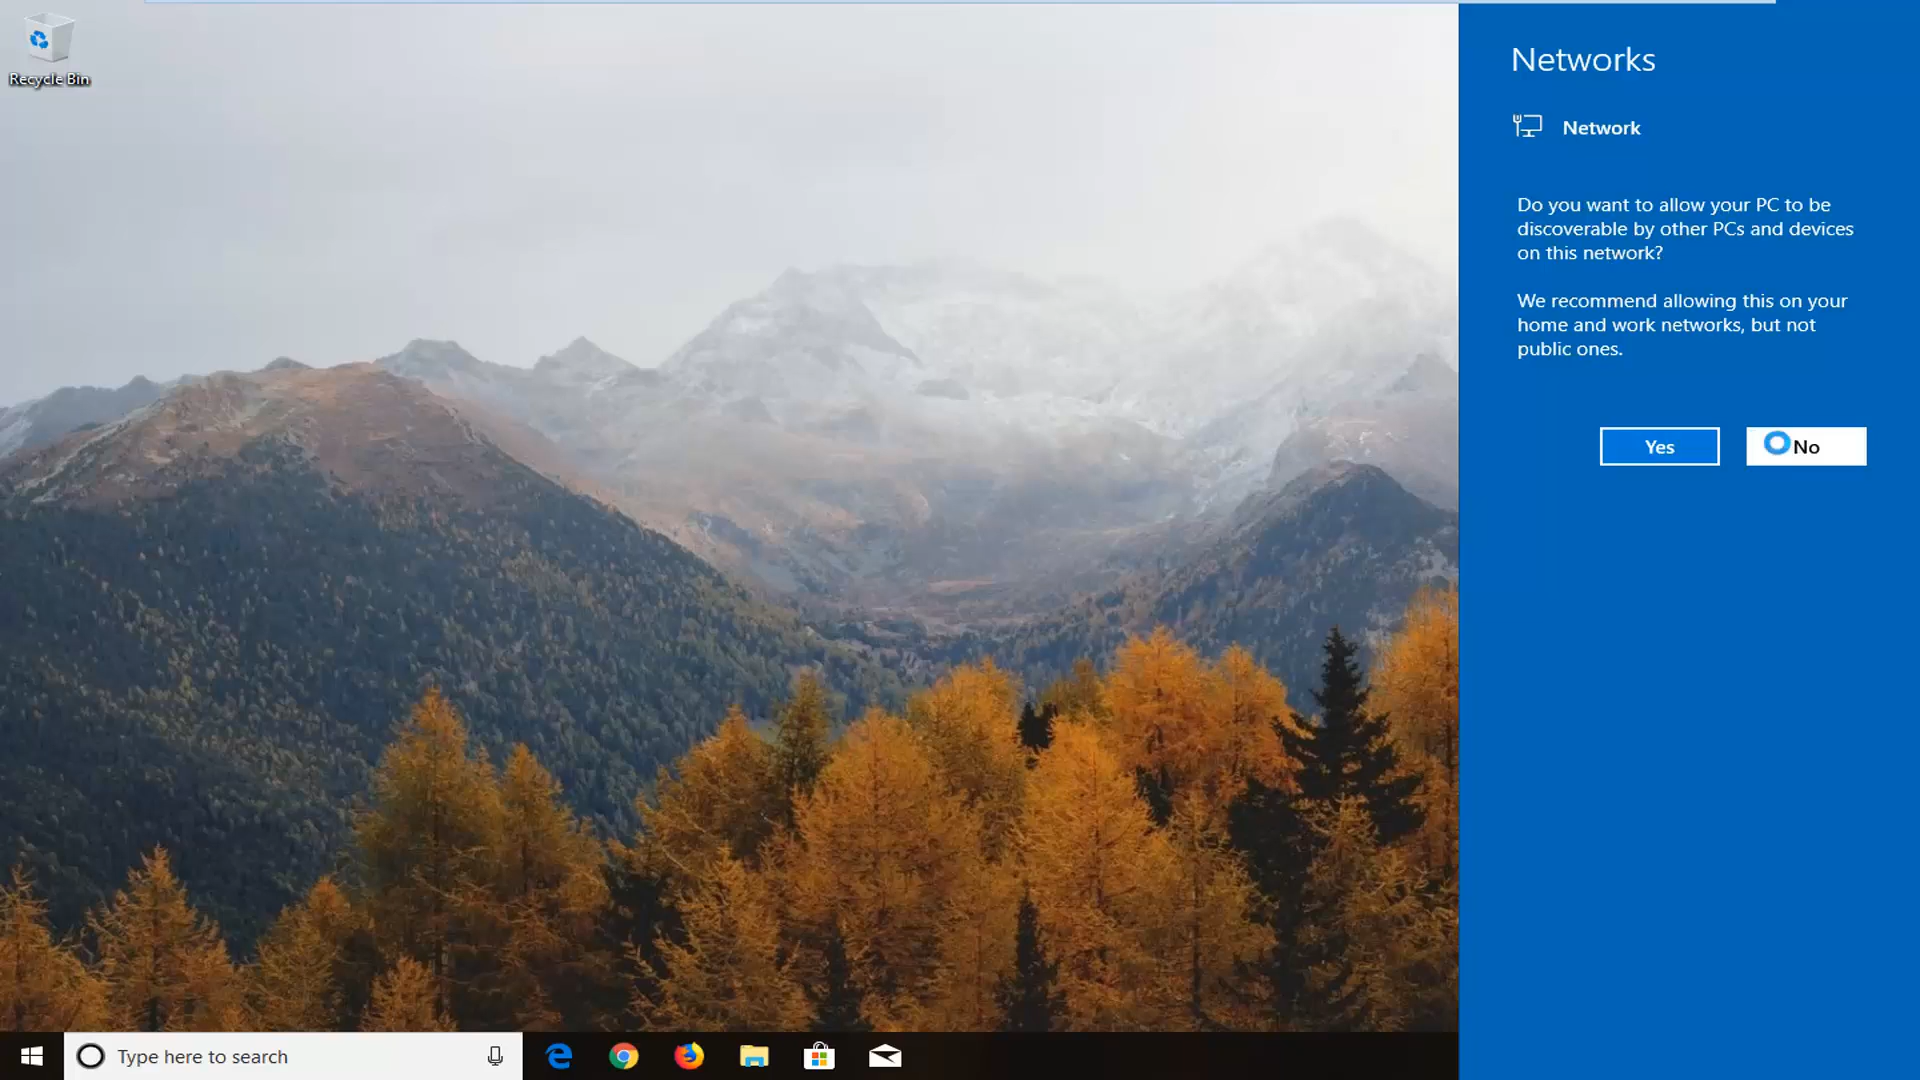 Recycle Bin
Networks
Network
Do you want to allow your PC to be
discoverable by other PCs and devices
on this network?
We recommend allowing this on your
home and work networks, but not
public ones.
Yes
No
Type here to search